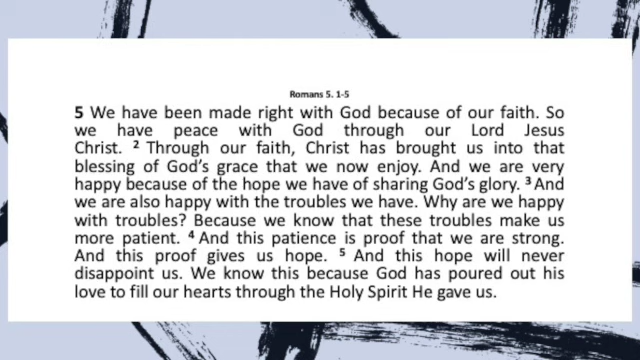 Romans 5. 1-5
5 We have been made right with God because of our faith. So
we have peace with God through our Lord Jesus
Christ. 2 Through our faith, Christ has brought us into that
blessing of God’s grace that we now enjoy. And we are very
happy because of the hope we have of sharing God’s glory. 3 And
we are also happy with the troubles we have. Why are we happy
with troubles? Because we know that these troubles make us
more patient. 4 And this patience is proof that we are strong.
And this proof gives us hope. 5 And this hope will never
disappoint us. We know this because God has poured out his
love to fill our hearts through the Holy Spirit He gave us.